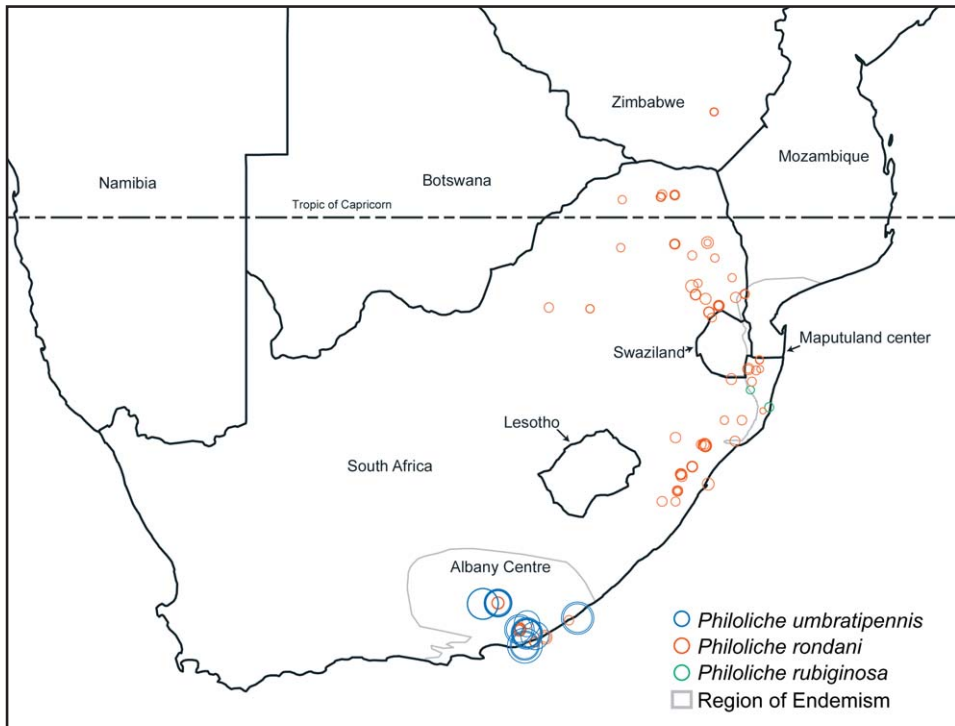 Zimbabwe
Mozambique
Namibia
Botswana
Tropic of Capricorn
Swaziland
Maputuland center
Lesotho
South Africa
Albany Centre
Philoliche umbratipennis
Philoliche rondani
Philoliche rubiginosa
Region of Endemism